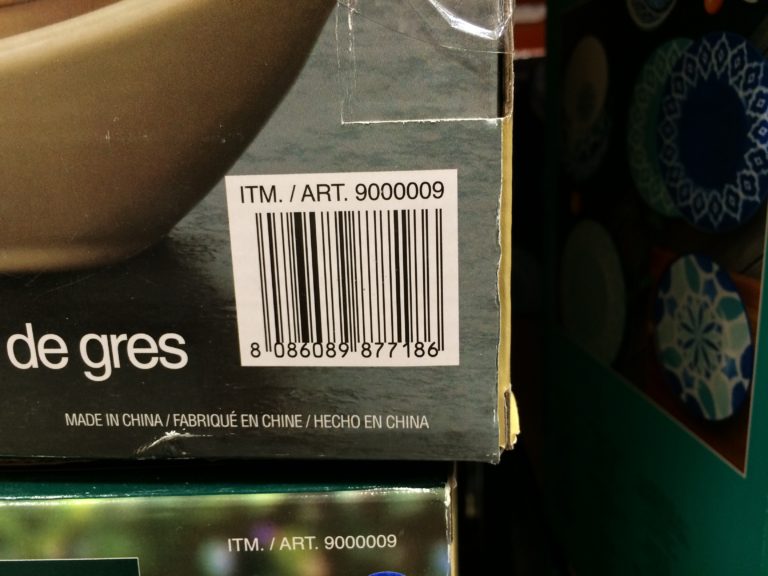 ITM. / ART. 9000009
8 086089 877186
de gres
MADE IN CHINA / FABRIQUÉ EN CHINE / HECHO EN CHINA
ITM. / ART. 9000009